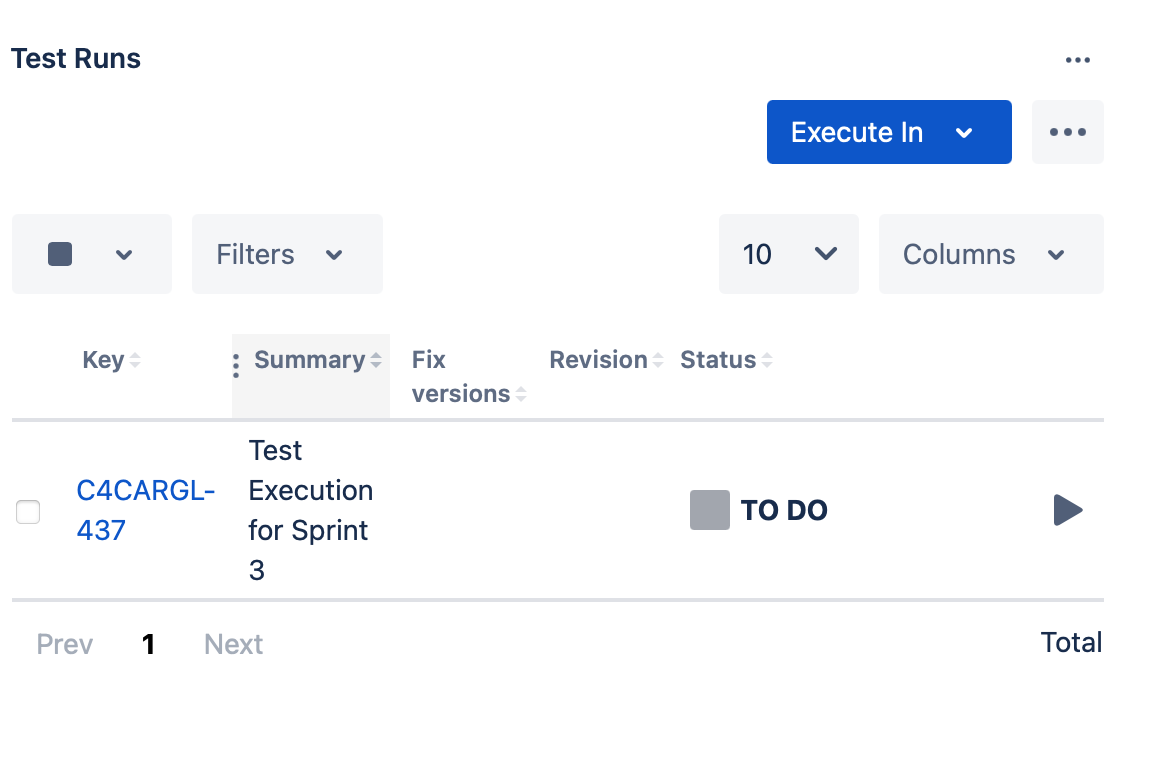 Test Runs
Execute In
Filters
10
Columns
Key
Summary
Fix
versions
Revision
Status
C4CARGL-
437
Test
Execution
for Sprint
3
TO DO
Prev 1 Next
Total